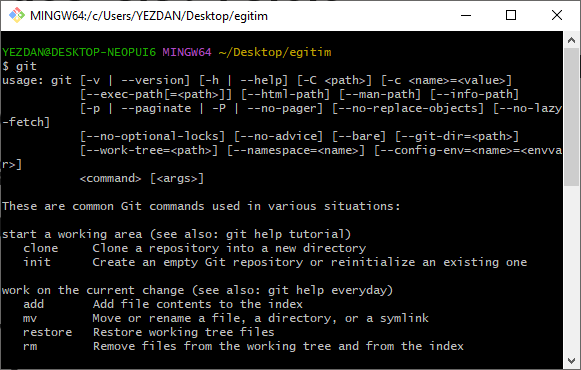 MINGW64:/c/Users/YEZDAN/Desktop/egitim
YEZDAN@DESKTOP-NEOPUI6 MINGW64 ~/Desktop/egitim
$ git
usage: git [-v | --version] [-h | --help] [-C <path>] [-c <name>=<value>]
           [--exec-path[=<path>]] [--html-path] [--man-path] [--info-path]
           [-p | --paginate | -P | --no-pager] [--no-replace-objects] [--no-lazy
-fetch]
           [--no-optional-locks] [--no-advice] [--bare] [--git-dir=<path>]
           [--work-tree=<path>] [--namespace=<name>] [--config-env=<name>=<envva
r>]
           <command> [<args>]
These are common Git commands used in various situations:
start a working area (see also: git help tutorial)
   clone     Clone a repository into a new directory
   init      Create an empty Git repository or reinitialize an existing one
work on the current change (see also: git help everyday)
   add       Add file contents to the index
   mv        Move or rename a file, a directory, or a symlink
   restore   Restore working tree files
   rm        Remove files from the working tree and from the index